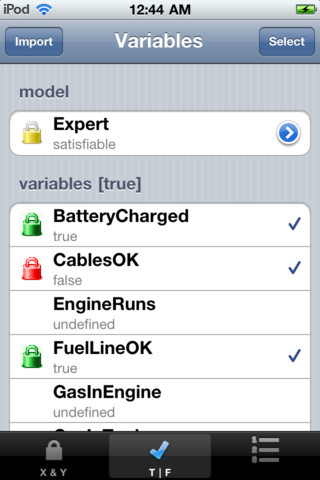 iPod 12:44 AM
Import Variables Select
model
Expert
satisfiable
variables [true]
BatteryCharged
true
CablesOK
false
EngineRuns
undefined
FuelLineOK
true
GasInEngine
undefined
X & Y T | F